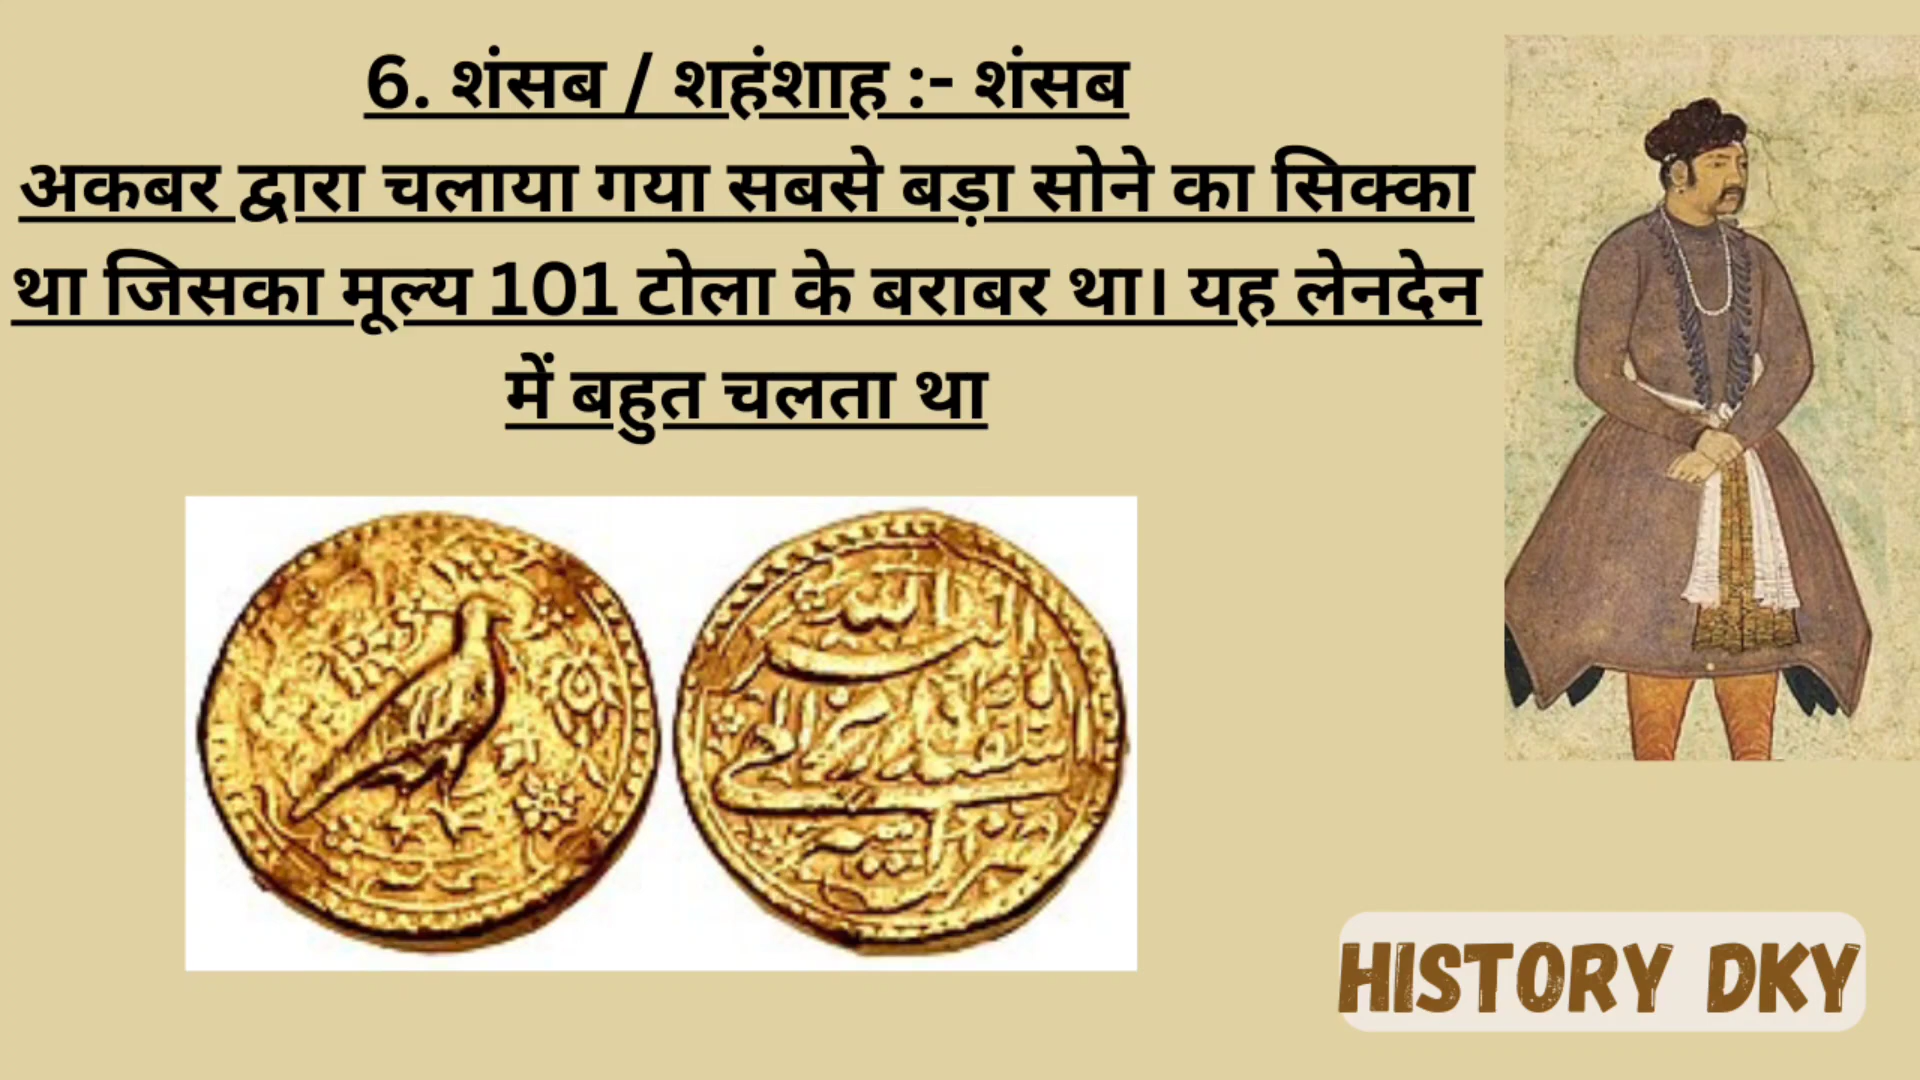 6. शंसब / शहंशाह :- शंसब
अकबर द्वारा चलाया गया सबसे बड़ा सोने का सिक्का
था जिसका मूल्य 101 टोला के बराबर था। यह लेनदेन
में बहुत चलता था
HISTORY DKY